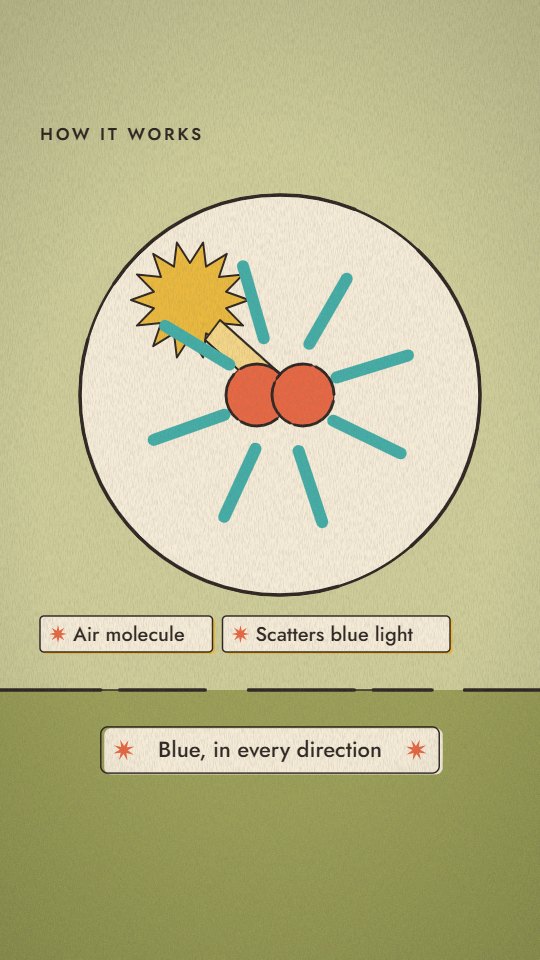 HOW IT WORKS
Air molecule
Scatters blue light
Blue, in every direction